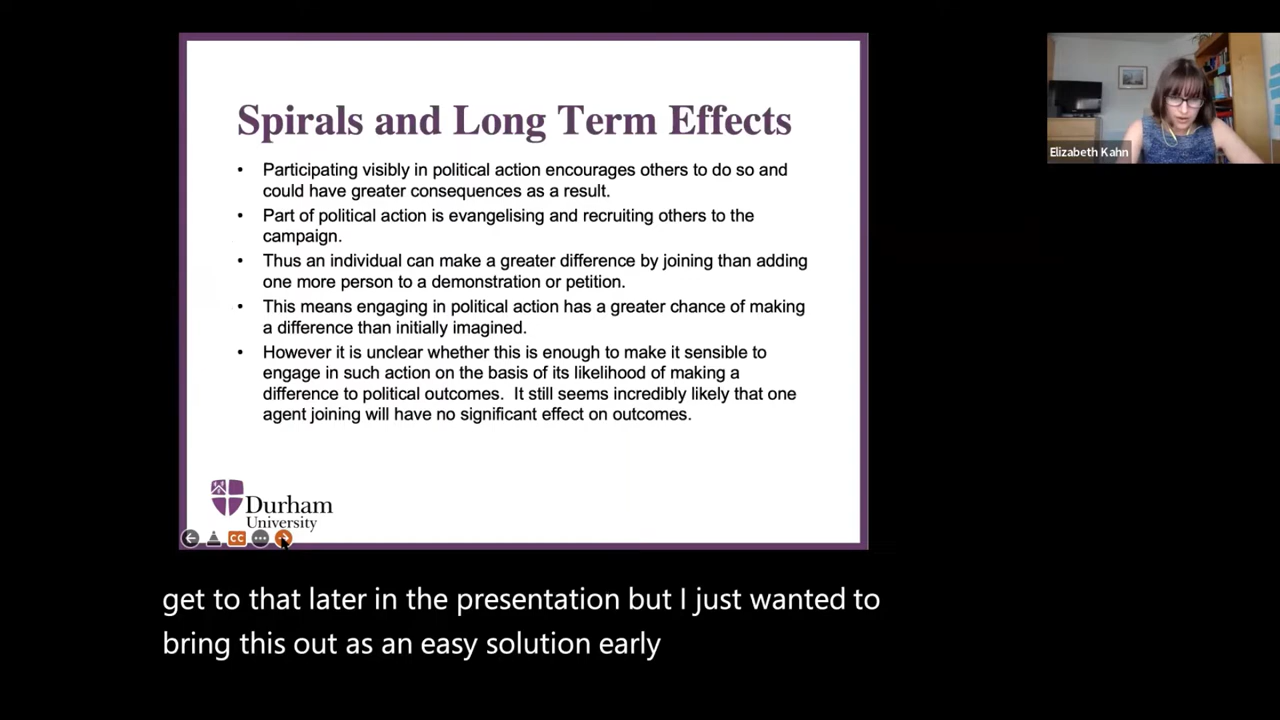 Spirals and Long Term Effects
• Participating visibly in political action encourages others to do so and
could have greater consequences as a result.
• Part of political action is evangelising and recruiting others to the
campaign.
• Thus an individual can make a greater difference by joining than adding
one more person to a demonstration or petition.
• This means engaging in political action has a greater chance of making
a difference than initially imagined.
• However it is unclear whether this is enough to make it sensible to
engage in such action on the basis of its likelihood of making a
difference to political outcomes. It still seems incredibly likely that one
agent joining will have no significant effect on outcomes.
Durham
University
CC
Elizabeth Kahn
get to that later in the presentation but I just wanted to
bring this out as an easy solution early